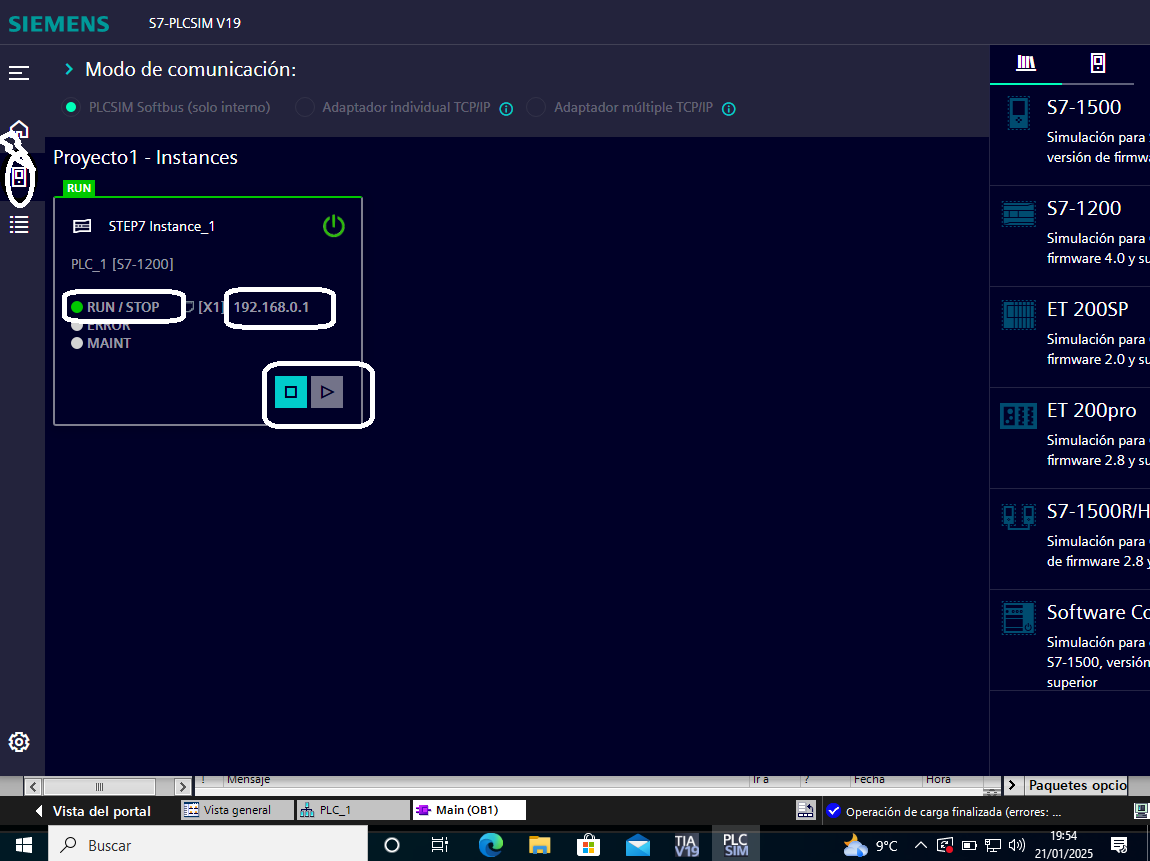 SIEMENS
S7-PLCSIM V19
Modo de comunicación:
PLCSIM Softbus (solo interno)
Adaptador individual TCP/IP
Adaptador múltiple TCP/IP
Proyecto1 - Instances
RUN
STEP7 Instance_1
PLC_1 [S7-1200]
RUN / STOP
[X1]
192.168.0.1
ERROR
MAINT
S7-1500
Simulación para
versión de firmw
S7-1200
Simulación para
firmware 4.0 y su
ET 200SP
Simulación para
firmware 2.0 y su
ET 200pro
Simulación para
firmware 2.8 y su
S7-1500R/H
Simulación para
de firmware 2.8 y
Software Co
Simulación para
S7-1500, versión
superior
! Mensaje Ir a ? Fecha Hora
Paquetes opcio
Vista del portal
Vista general
PLC_1
Main (OB1)
Operación de carga finalizada (errores: ...
Buscar
TIA
V19
PLC
SIM
9°C
19:54
21/01/2025